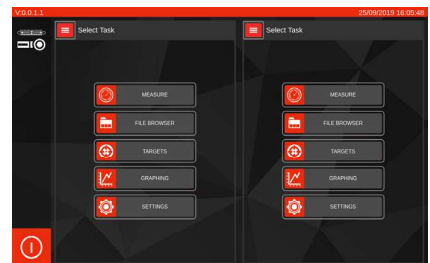 V:0.0.1.1
25/09/2019 16:05:48
Select Task
MEASURE
FILE BROWSER
TARGETS
GRAPHING
SETTINGS
Select Task
MEASURE
FILE BROWSER
TARGETS
GRAPHING
SETTINGS